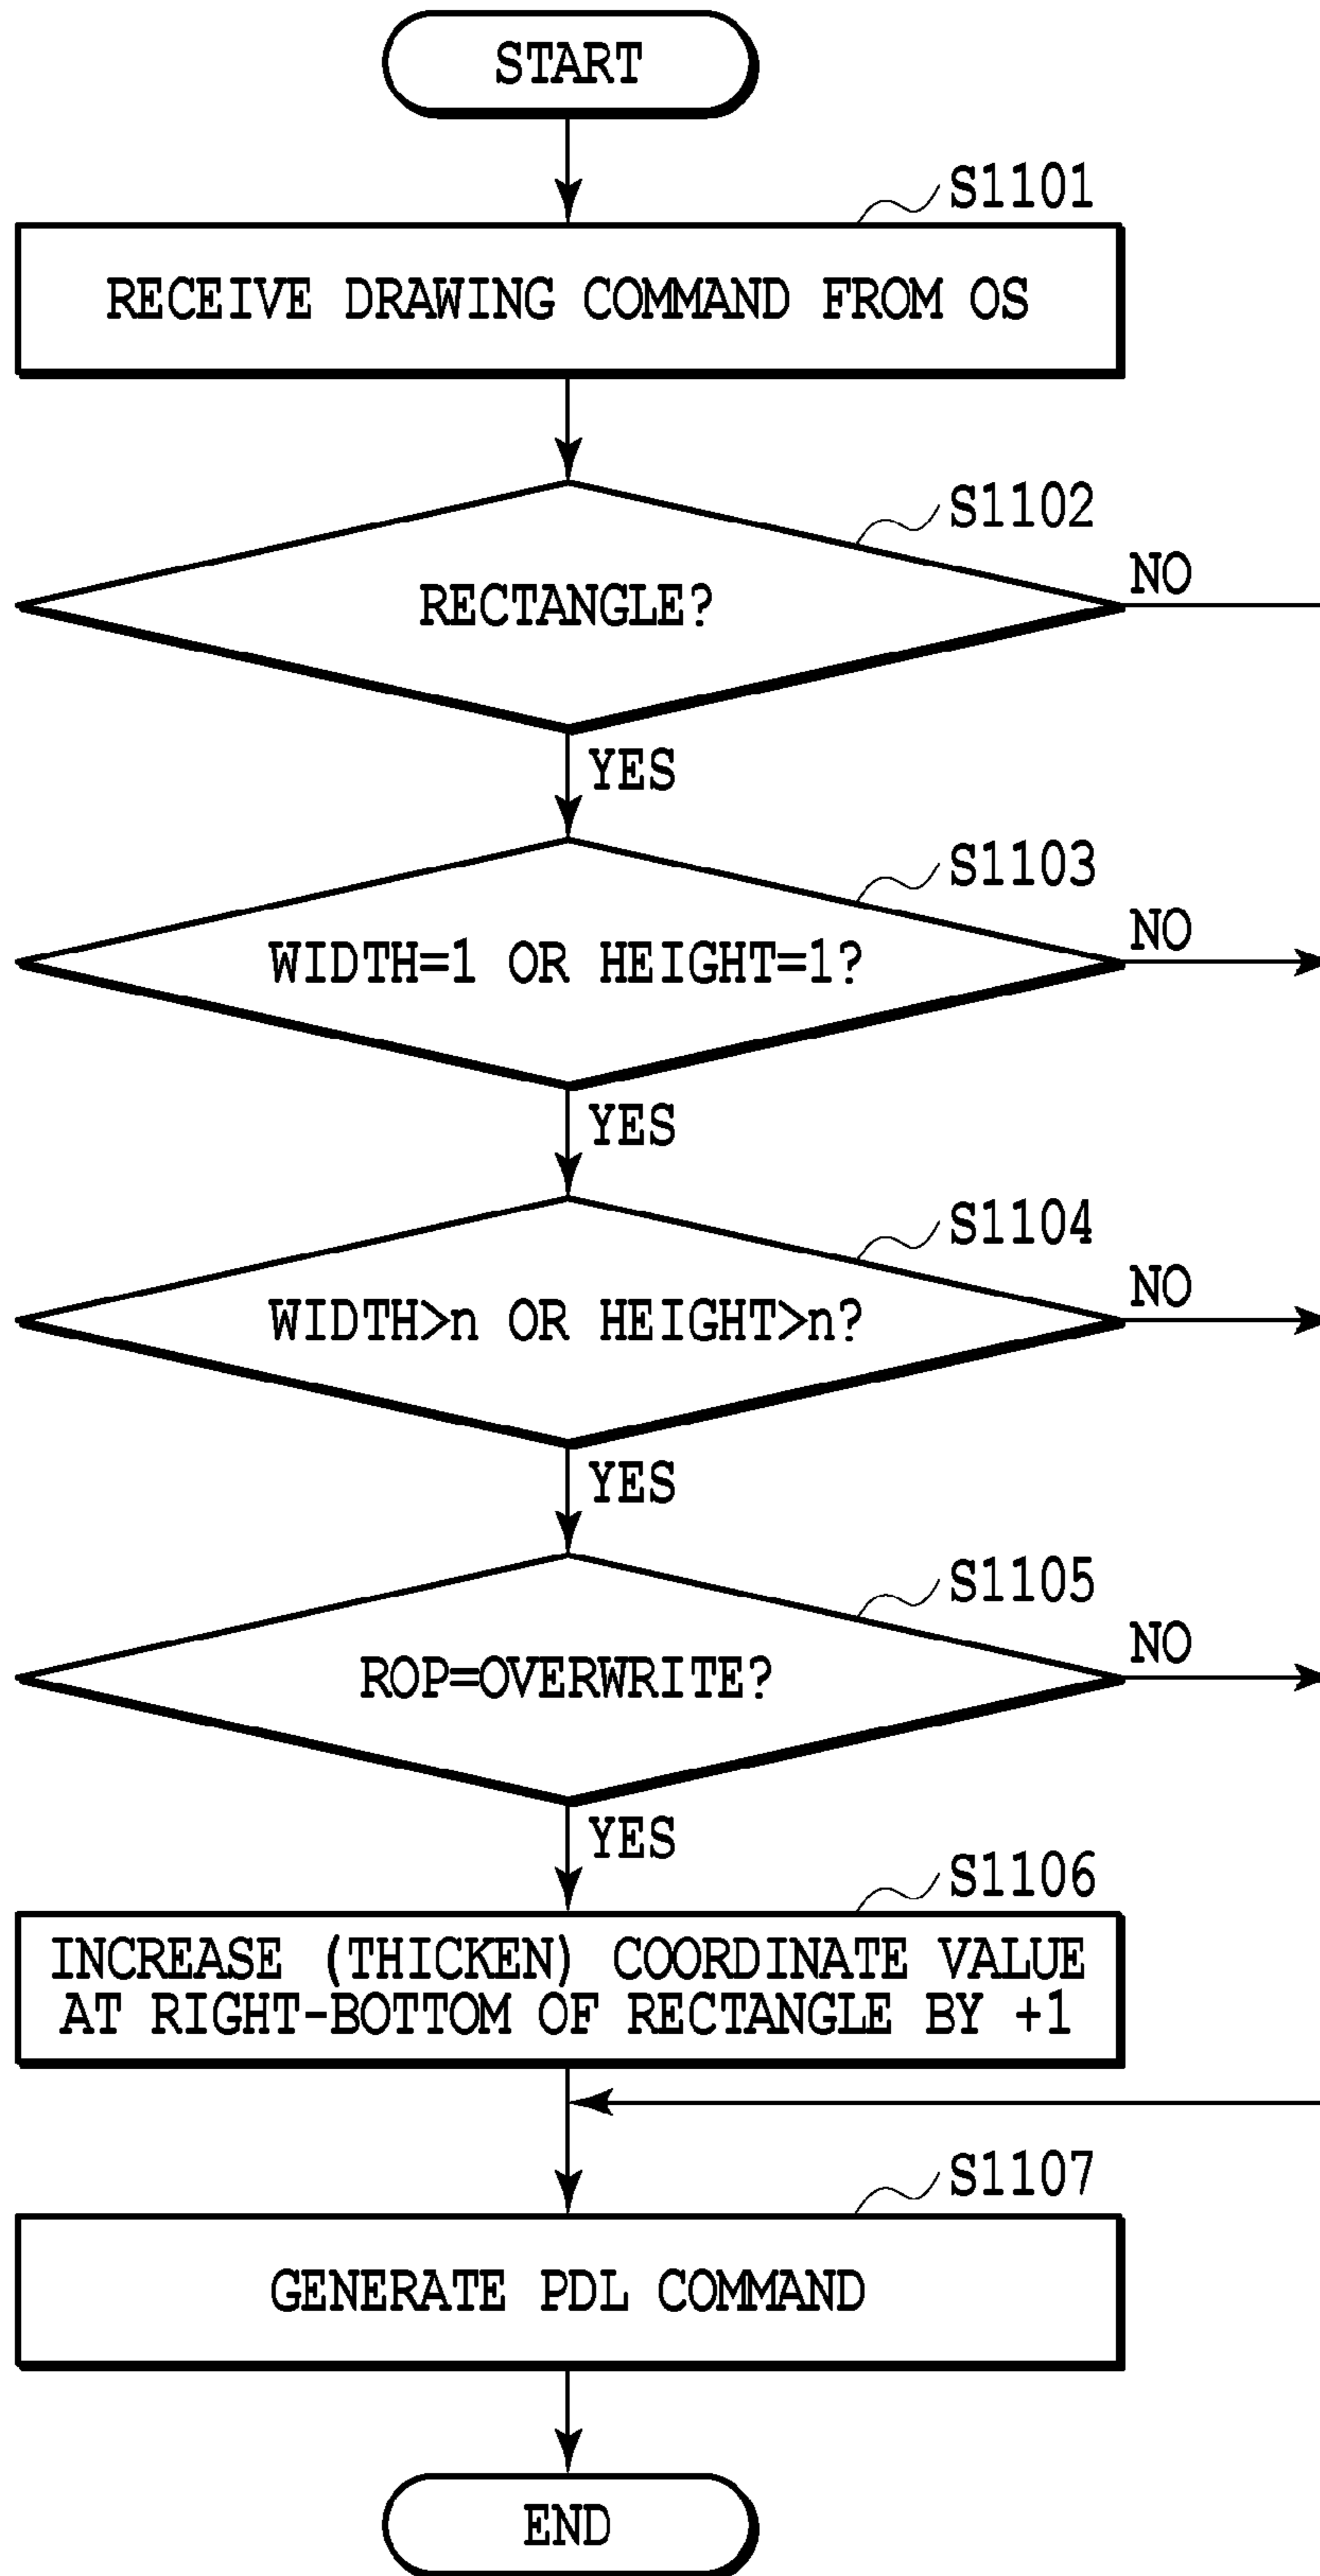 START
S1101
RECEIVE DRAWING COMMAND FROM OS
S1102
RECTANGLE?
NO
YES
S1103
WIDTH=1 OR HEIGHT=1?
NO
YES
S1104
WIDTH>n OR HEIGHT>n?
NO
YES
S1105
ROP=OVERWRITE?
NO
YES
S1106
INCREASE (THICKEN) COORDINATE VALUE
AT RIGHT-BOTTOM OF RECTANGLE BY +1
S1107
GENERATE PDL COMMAND
END